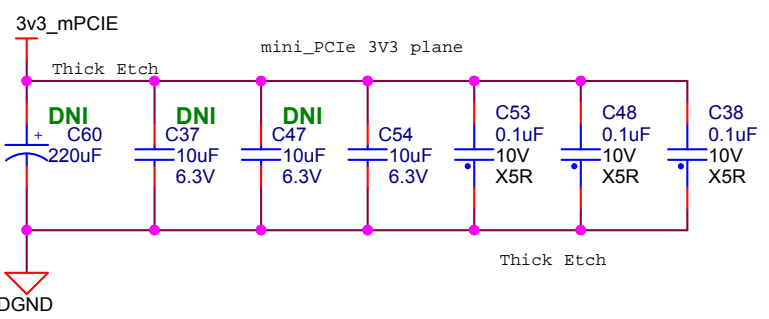 3v3_mPCIE
mini_PCIe 3V3 plane
Thick Etch
DNI
+
C60
220uF
DNI
C37
10uF
6.3V
DNI
C47
10uF
6.3V
C54
10uF
6.3V
C53
0.1uF
10V
X5R
C48
0.1uF
10V
X5R
C38
0.1uF
10V
X5R
Thick Etch
DGND